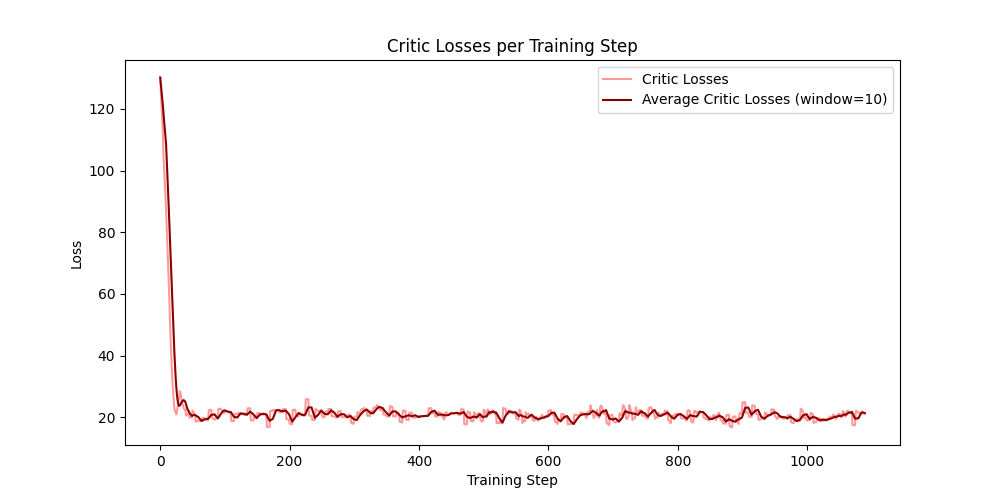 Critic Losses per Training Step
Critic Losses
Average Critic Losses (window=10)
120
100
80
60
40
20
Loss
0
200
400
600
800
1000
Training Step